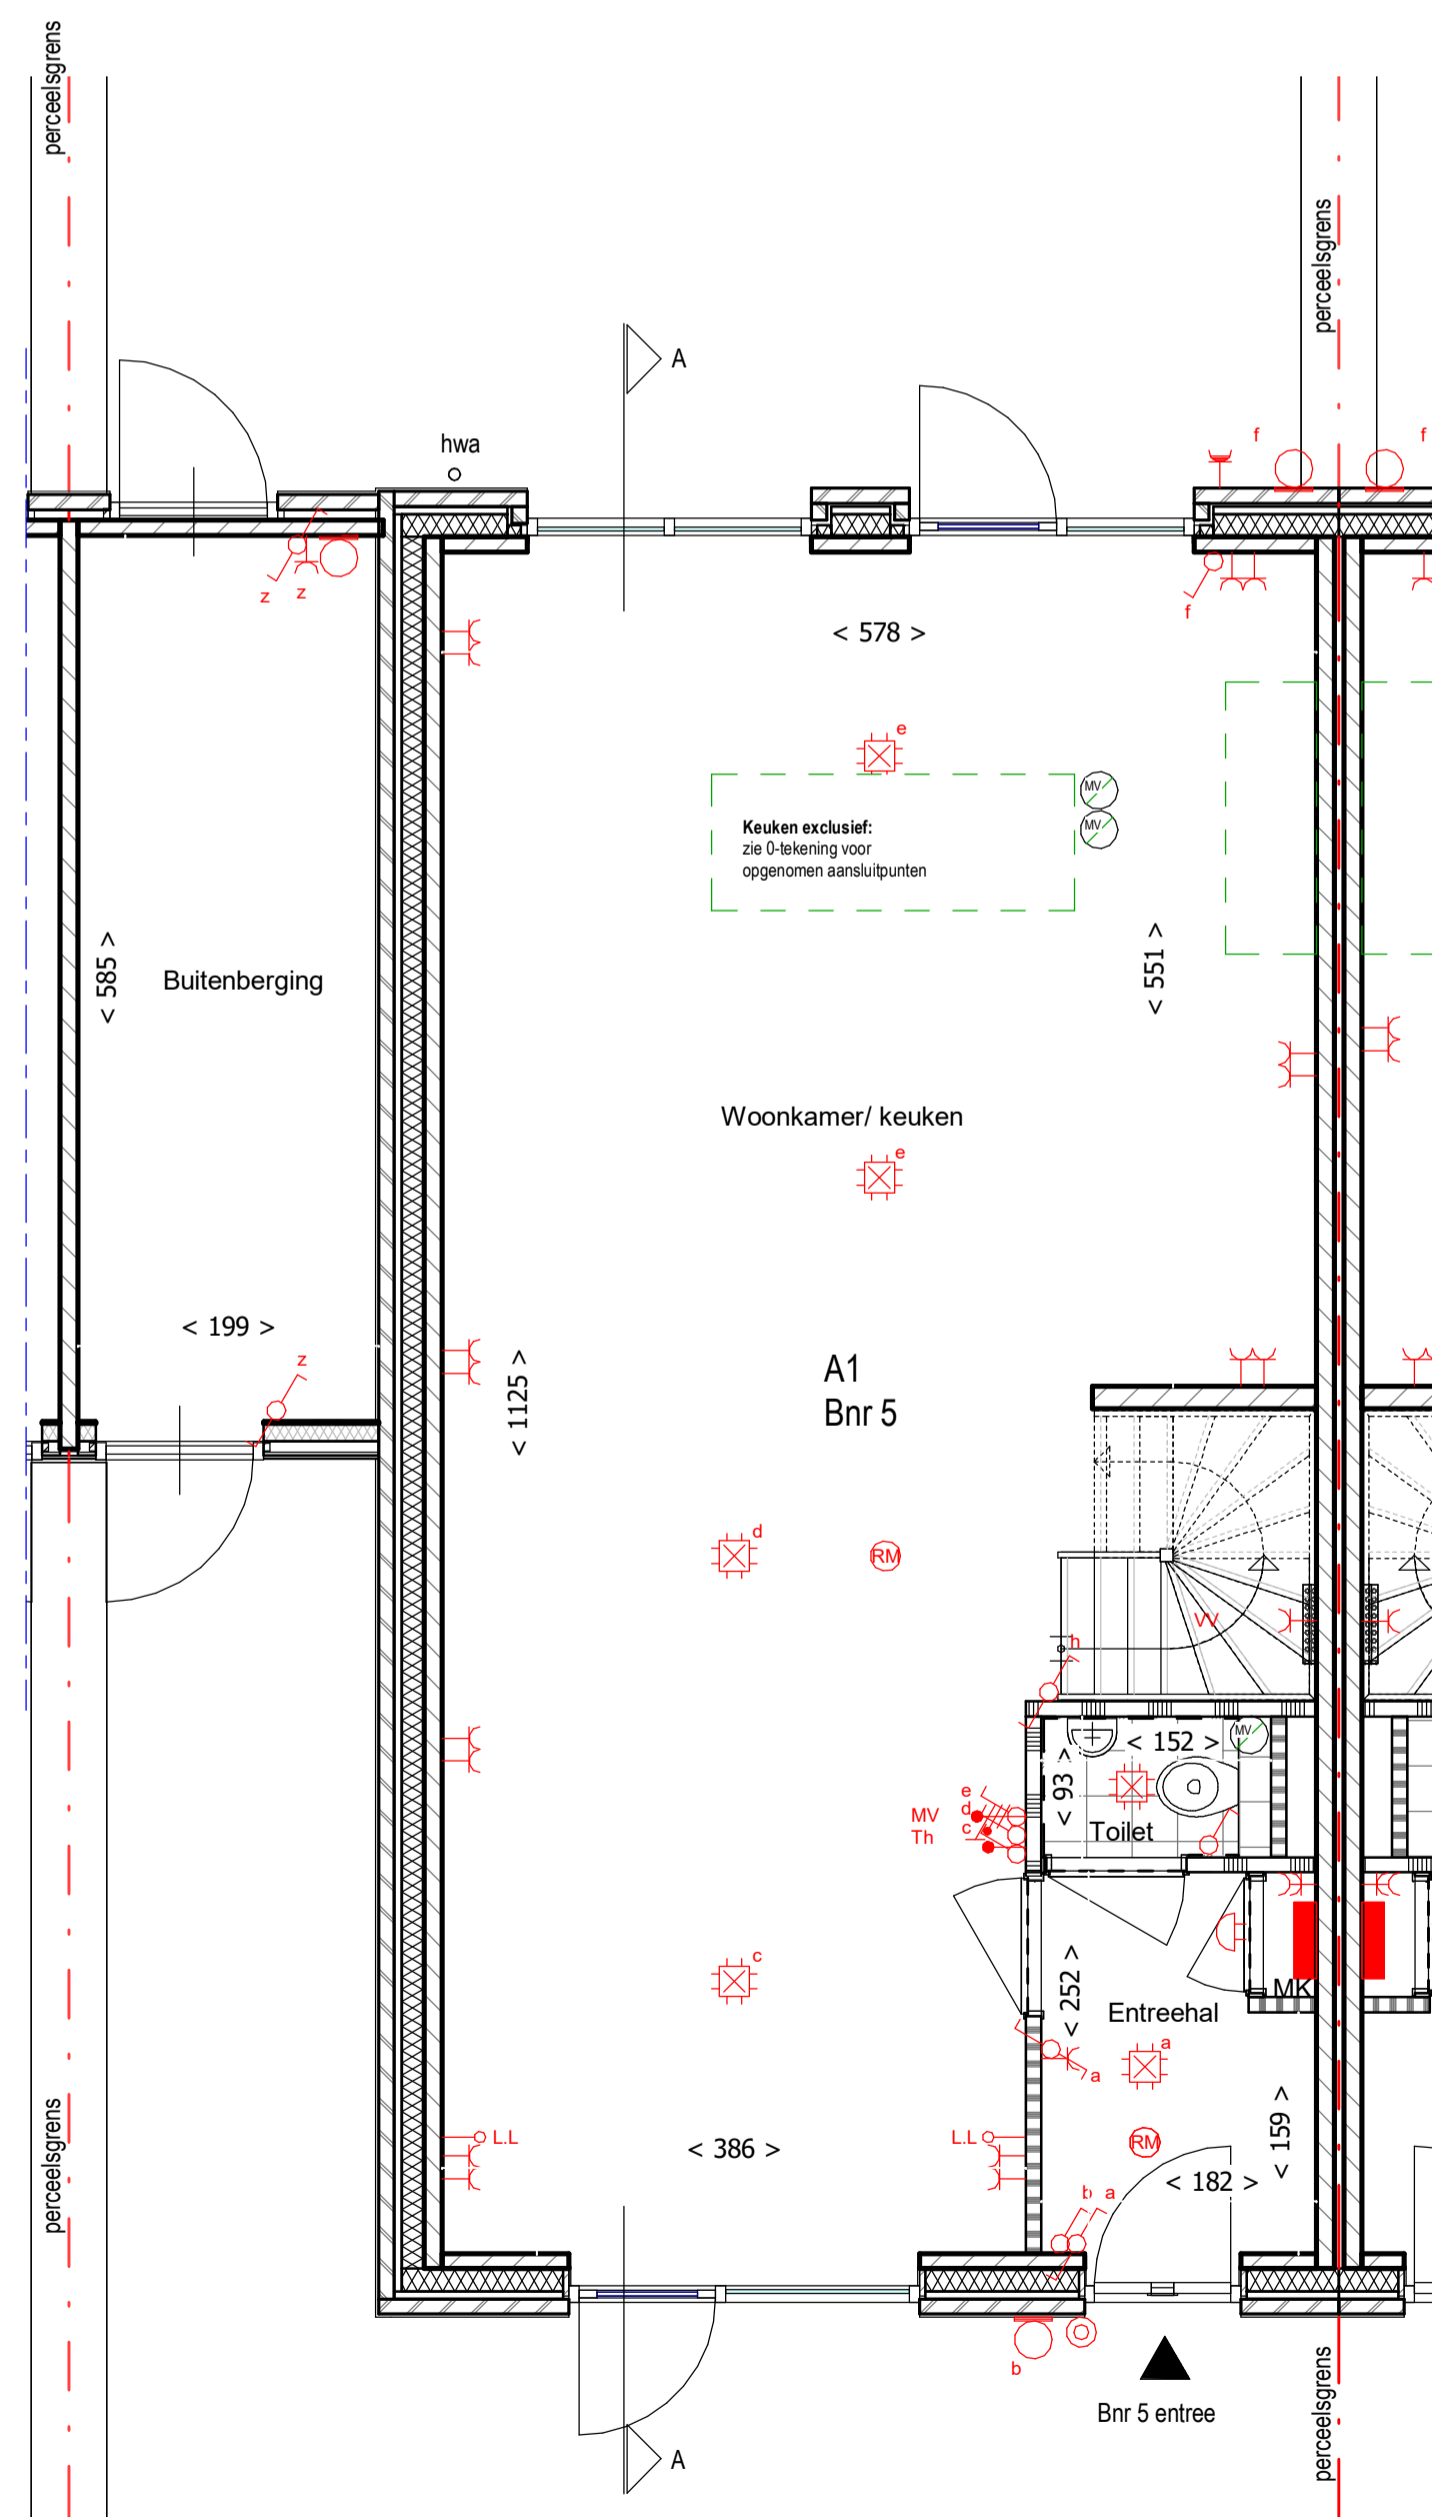 perceelsgrens
perceelsgrens
A
hwa
f
f
z
z
f
< 578 >
e
MV
MV
Keuken exclusief:
zie 0-tekening voor
opgenomen aansluitpunten
< 585 >
Buitenberging
< 551 >
Woonkamer/ keuken
e
< 199 >
z
A1
Bnr 5
< 1125 >
d
RM
VV
h
< 152 >
MV
< 93 >
e
MV
d
c
Th
Toilet
c
< 252 >
MK
Entreehal
a
a
L.L
L.L
RM
< 386 >
< 159 >
< 182 >
b
a
perceelsgrens
b
Bnr 5 entree
perceelsgrens
A